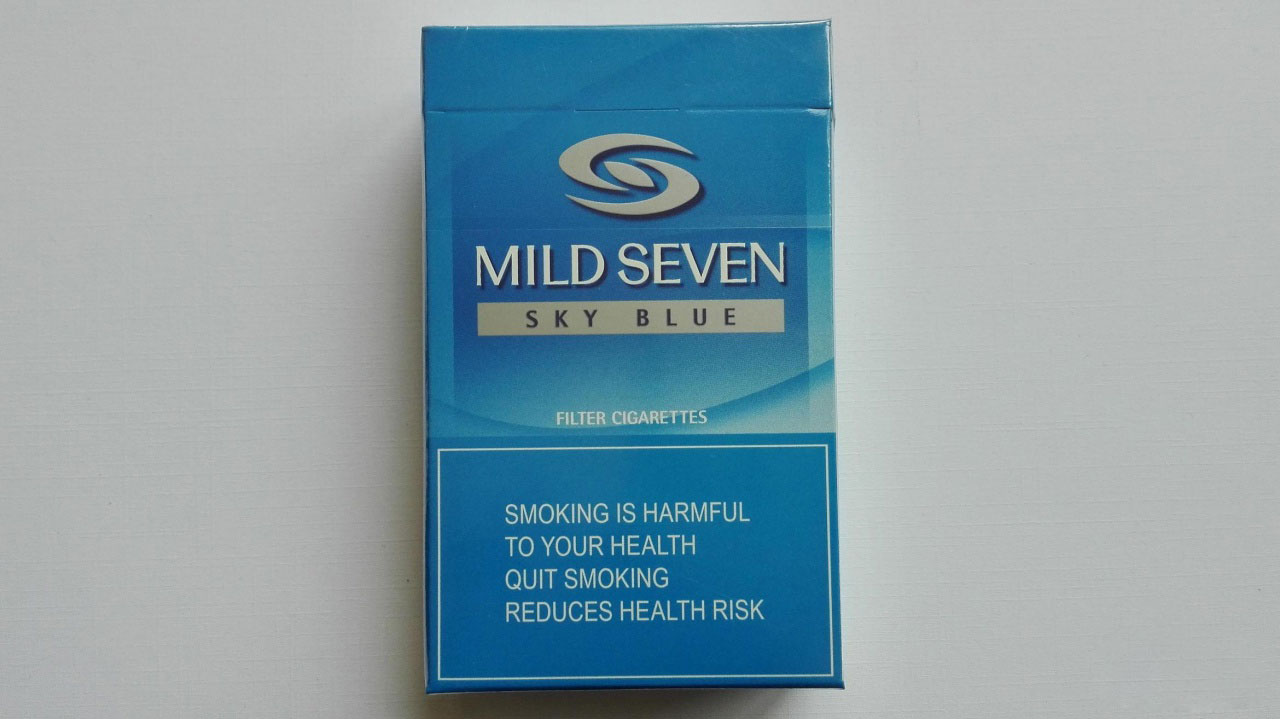 MILD SEVEN
SKY BLUE
FILTER CIGARETTES
SMOKING IS HARMFUL
TO YOUR HEALTH
QUIT SMOKING
REDUCES HEALTH RISK